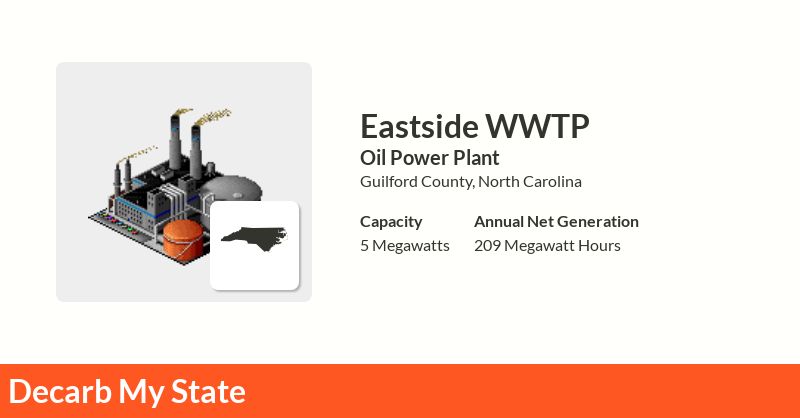 Eastside WWTP
Oil Power Plant
Guilford County, North Carolina
Capacity
5 Megawatts
Annual Net Generation
209 Megawatt Hours
Decarb My State